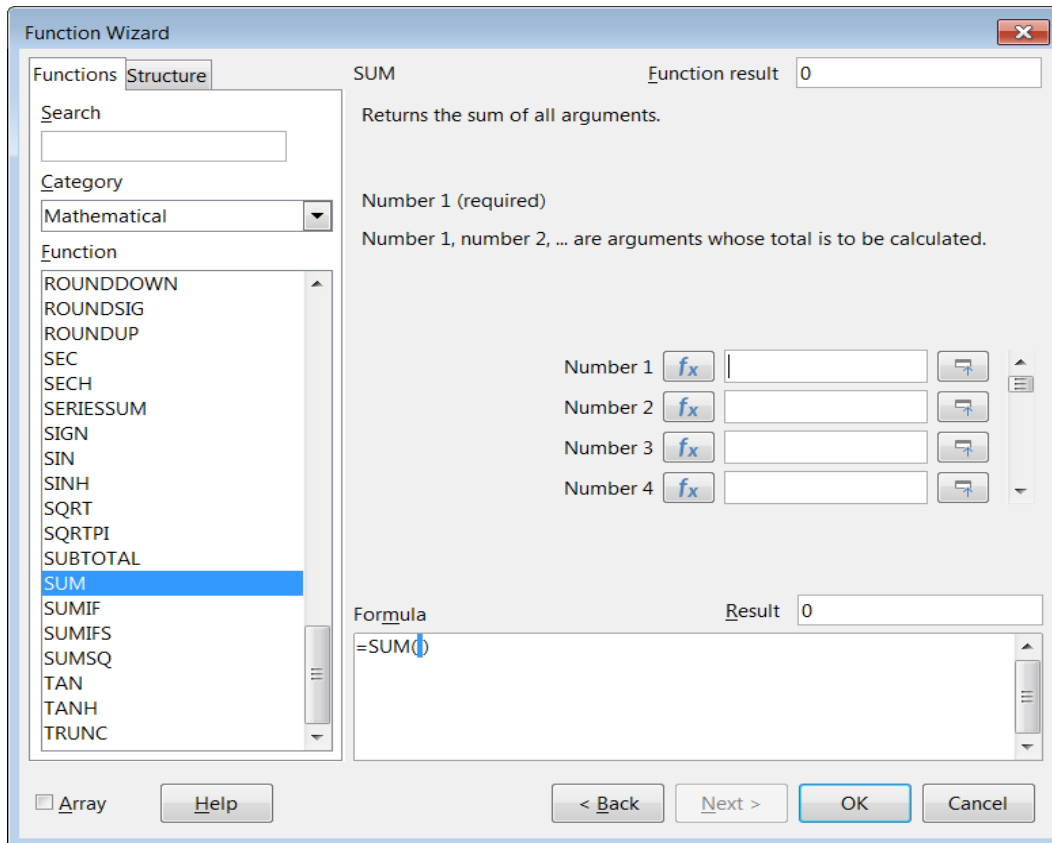 Function Wizard
Functions Structure
Search
Category
Mathematical
Function
ROUNDDOWN
ROUNDSIG
ROUNDUP
SEC
SECH
SERIESSUM
SIGN
SIN
SINH
SQRT
SQRTPI
SUBTOTAL
SUM
SUMIF
SUMIFS
SUMSQ
TAN
TANH
TRUNC
SUM Function result 0
Returns the sum of all arguments.
Number 1 (required)
Number 1, number 2, ... are arguments whose total is to be calculated.
Number 1 fx
Number 2 fx
Number 3 fx
Number 4 fx
Formula Result 0
=SUM()
Array Help < Back Next > OK Cancel